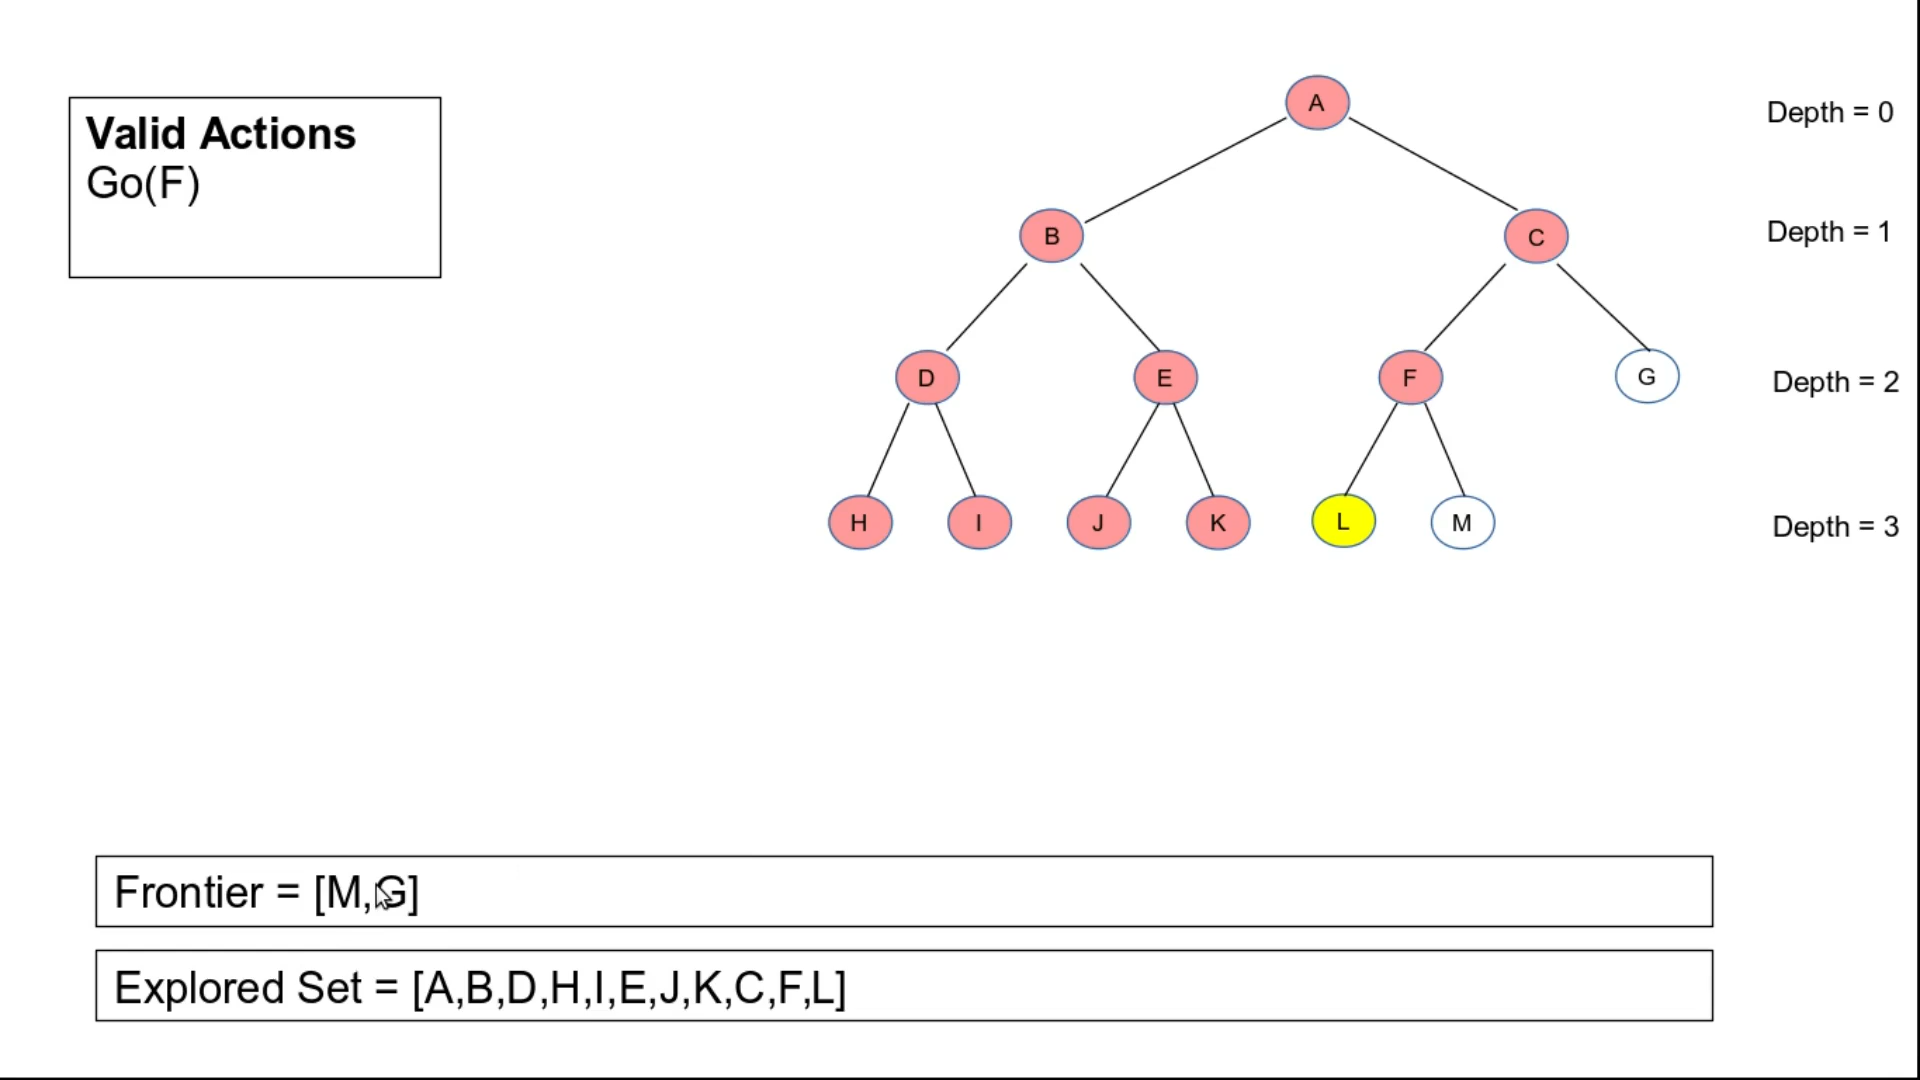 Valid Actions
Go(F)
A
Depth = 0
B
C
Depth = 1
D
E
F
G
Depth = 2
H
I
J
K
L
M
Depth = 3
Frontier = [M,G]
Explored Set = [A,B,D,H,I,E,J,K,C,F,L]